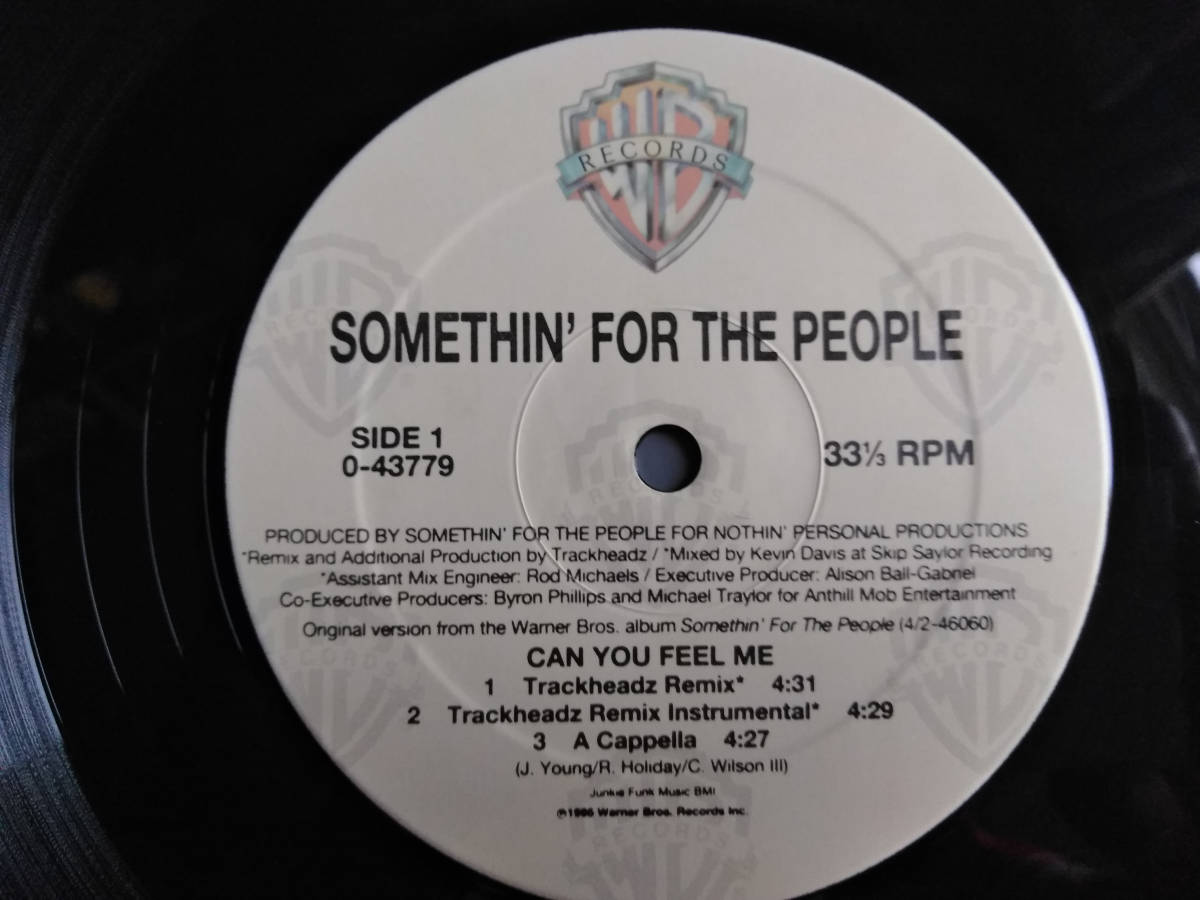 WB
RECORDS
SOMETHIN' FOR THE PEOPLE
SIDE 1
0-43779
33⅓ RPM
PRODUCED BY SOMETHIN' FOR THE PEOPLE FOR NOTHIN' PERSONAL PRODUCTIONS
*Remix and Additional Production by Trackheadz / *Mixed by Kevin Davis at Skip Saylor Recording
*Assistant Mix Engineer: Rod Michaels / Executive Producer: Alison Ball-Gabriel
Co-Executive Producers: Byron Phillips and Michael Traylor for Anthill Mob Entertainment
Original version from the Warner Bros. album Somethin' For The People (4/2-46060)
CAN YOU FEEL ME
1 Trackheadz Remix* 4:31
2 Trackheadz Remix Instrumental* 4:29
3 A Cappella 4:27
(J. Young/R. Holiday/C. Wilson III)
Junkie Funk Music BMI
℗1996 Warner Bros. Records Inc.